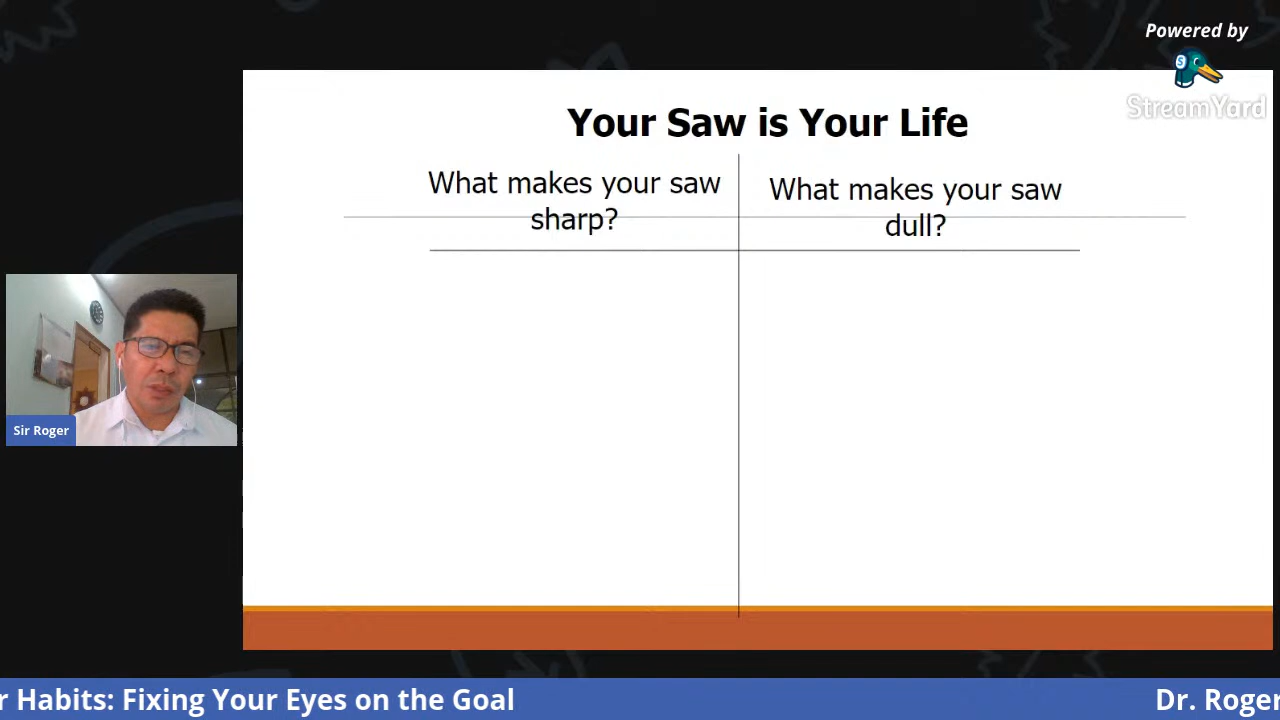 Powered by
StreamYard
Your Saw is Your Life
What makes your saw
sharp?
What makes your saw
dull?
Sir Roger
r Habits: Fixing Your Eyes on the Goal
Dr. Roger